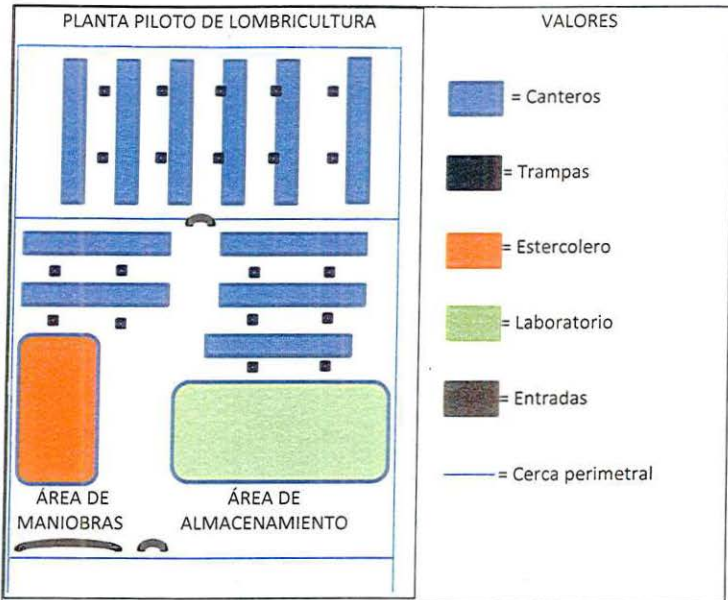 PLANTA PILOTO DE LOMBRICULTURA
VALORES
= Canteros
= Trampas
= Estercolero
= Laboratorio
= Entradas
= Cerca perimetral
ÁREA DE
MANIOBRAS
ÁREA DE
ALMACENAMIENTO